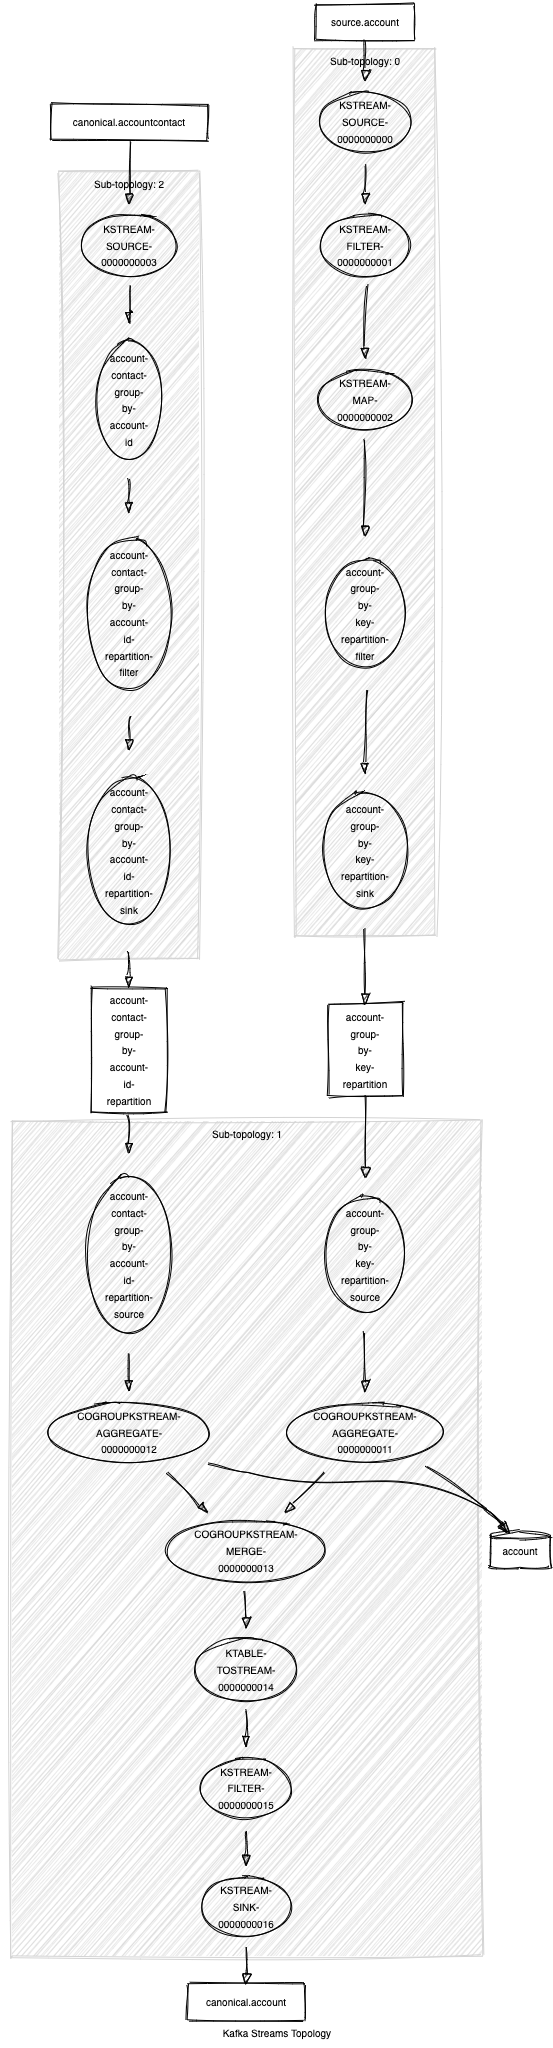 source.account
Sub-topology: 0
KSTREAM-
SOURCE-
0000000000
KSTREAM-
FILTER-
0000000001
KSTREAM-
MAP-
0000000002
account-
group-
by-
key-
repartition-
filter
account-
group-
by-
key-
repartition-
sink
account-
group-
by-
key-
repartition
canonical.accountcontact
Sub-topology: 2
KSTREAM-
SOURCE-
0000000003
account-
contact-
group-
by-
account-
id
account-
contact-
group-
by-
account-
id-
repartition-
filter
account-
contact-
group-
by-
account-
id-
repartition-
sink
account-
contact-
group-
by-
account-
id-
repartition
Sub-topology: 1
account-
contact-
group-
by-
account-
id-
repartition-
source
account-
group-
by-
key-
repartition-
source
COGROUPKSTREAM-
AGGREGATE-
0000000012
COGROUPKSTREAM-
AGGREGATE-
0000000011
COGROUPKSTREAM-
MERGE-
0000000013
account
KTABLE-
TOSTREAM-
0000000014
KSTREAM-
FILTER-
0000000015
KSTREAM-
SINK-
0000000016
canonical.account
Kafka Streams Topology